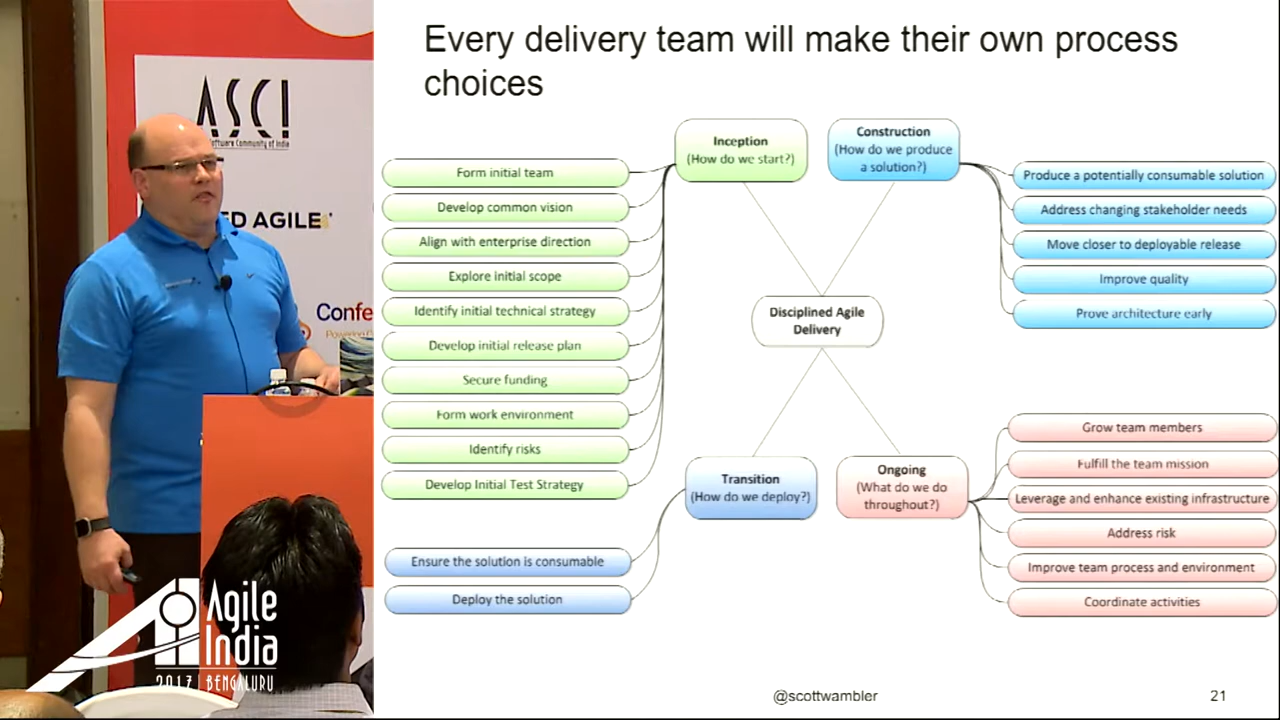 ASCI
oftware Community of India
ED AGILE
Confe
Agile
India
2017 | BENGALURU
Every delivery team will make their own process
choices
Inception
(How do we start?)
Form initial team
Develop common vision
Align with enterprise direction
Explore initial scope
Identify initial technical strategy
Develop initial release plan
Secure funding
Form work environment
Identify risks
Develop Initial Test Strategy
Construction
(How do we produce
a solution?)
Produce a potentially consumable solution
Address changing stakeholder needs
Move closer to deployable release
Improve quality
Prove architecture early
Disciplined Agile
Delivery
Transition
(How do we deploy?)
Ensure the solution is consumable
Deploy the solution
Ongoing
(What do we do
throughout?)
Grow team members
Fulfill the team mission
Leverage and enhance existing infrastructure
Address risk
Improve team process and environment
Coordinate activities
@scottwambler
21